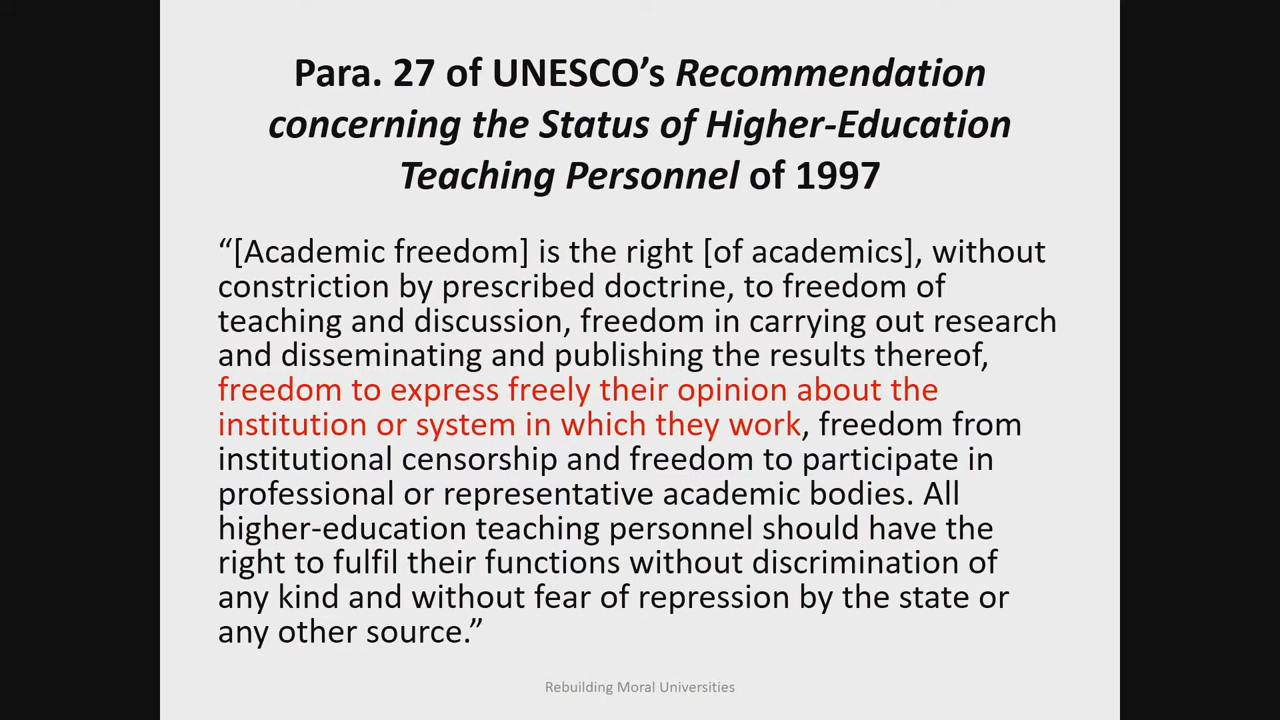 Para. 27 of UNESCO’s Recommendation
concerning the Status of Higher-Education
Teaching Personnel of 1997
“[Academic freedom] is the right [of academics], without
constriction by prescribed doctrine, to freedom of
teaching and discussion, freedom in carrying out research
and disseminating and publishing the results thereof,
freedom to express freely their opinion about the
institution or system in which they work, freedom from
institutional censorship and freedom to participate in
professional or representative academic bodies. All
higher-education teaching personnel should have the
right to fulfil their functions without discrimination of
any kind and without fear of repression by the state or
any other source.”
Rebuilding Moral Universities